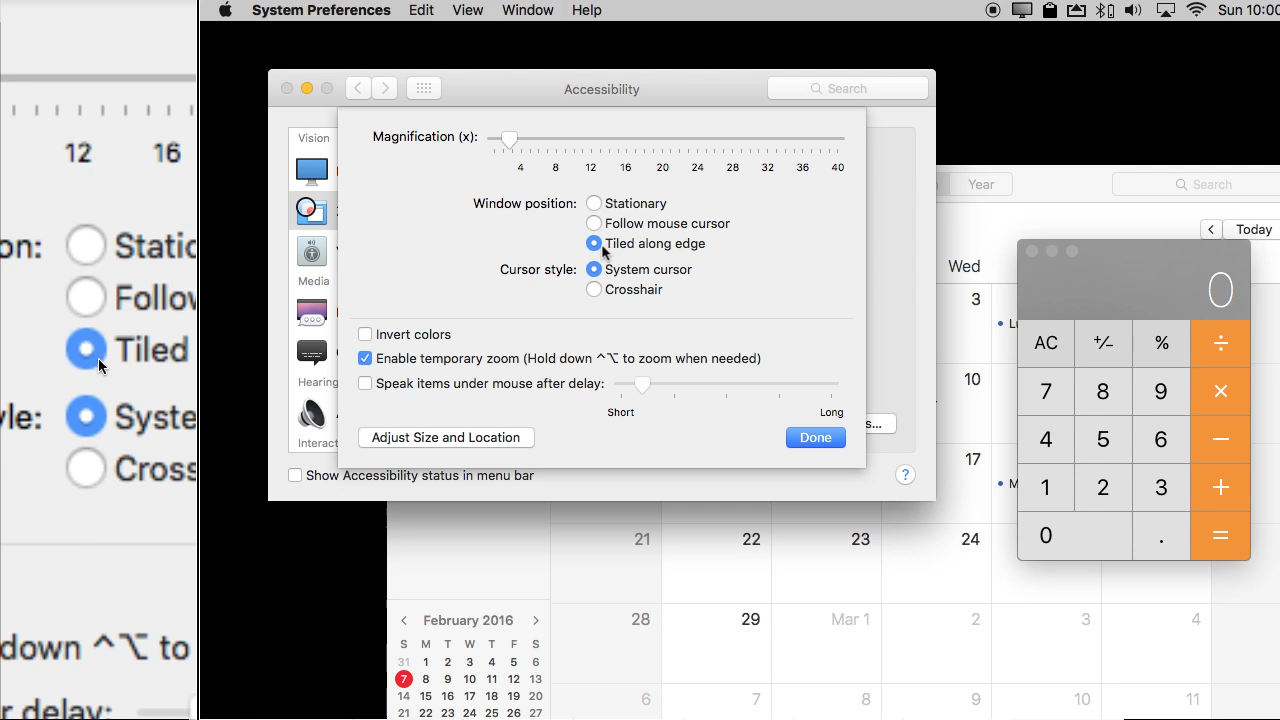 System Preferences Edit View Window Help Sun 10:00
12 16
on:
Static
Follow
Tiled
yle:
Syste
Cross
down ^⌥ to
r delay:
Accessibility
Search
Vision
Media
Hearing
Interact
Magnification (x):
4 8 12 16 20 24 28 32 36 40
Window position: Stationary
Follow mouse cursor
Tiled along edge
Cursor style: System cursor
Crosshair
Invert colors
Enable temporary zoom (Hold down ^⌥ to zoom when needed)
Speak items under mouse after delay:
Short Long
Adjust Size and Location Done
s...
Show Accessibility status in menu bar ?
Year Search
Today
Wed
3
10
17
21 22 23 24
28 29 Mar 1 2 3 4
6 7 8 9 10 11
0
AC +⁄− % ÷
7 8 9 ×
4 5 6 −
1 2 3 +
0 . =
February 2016
S M T W T F S
31 1 2 3 4 5 6
7 8 9 10 11 12 13
14 15 16 17 18 19 20
21 22 23 24 25 26 27